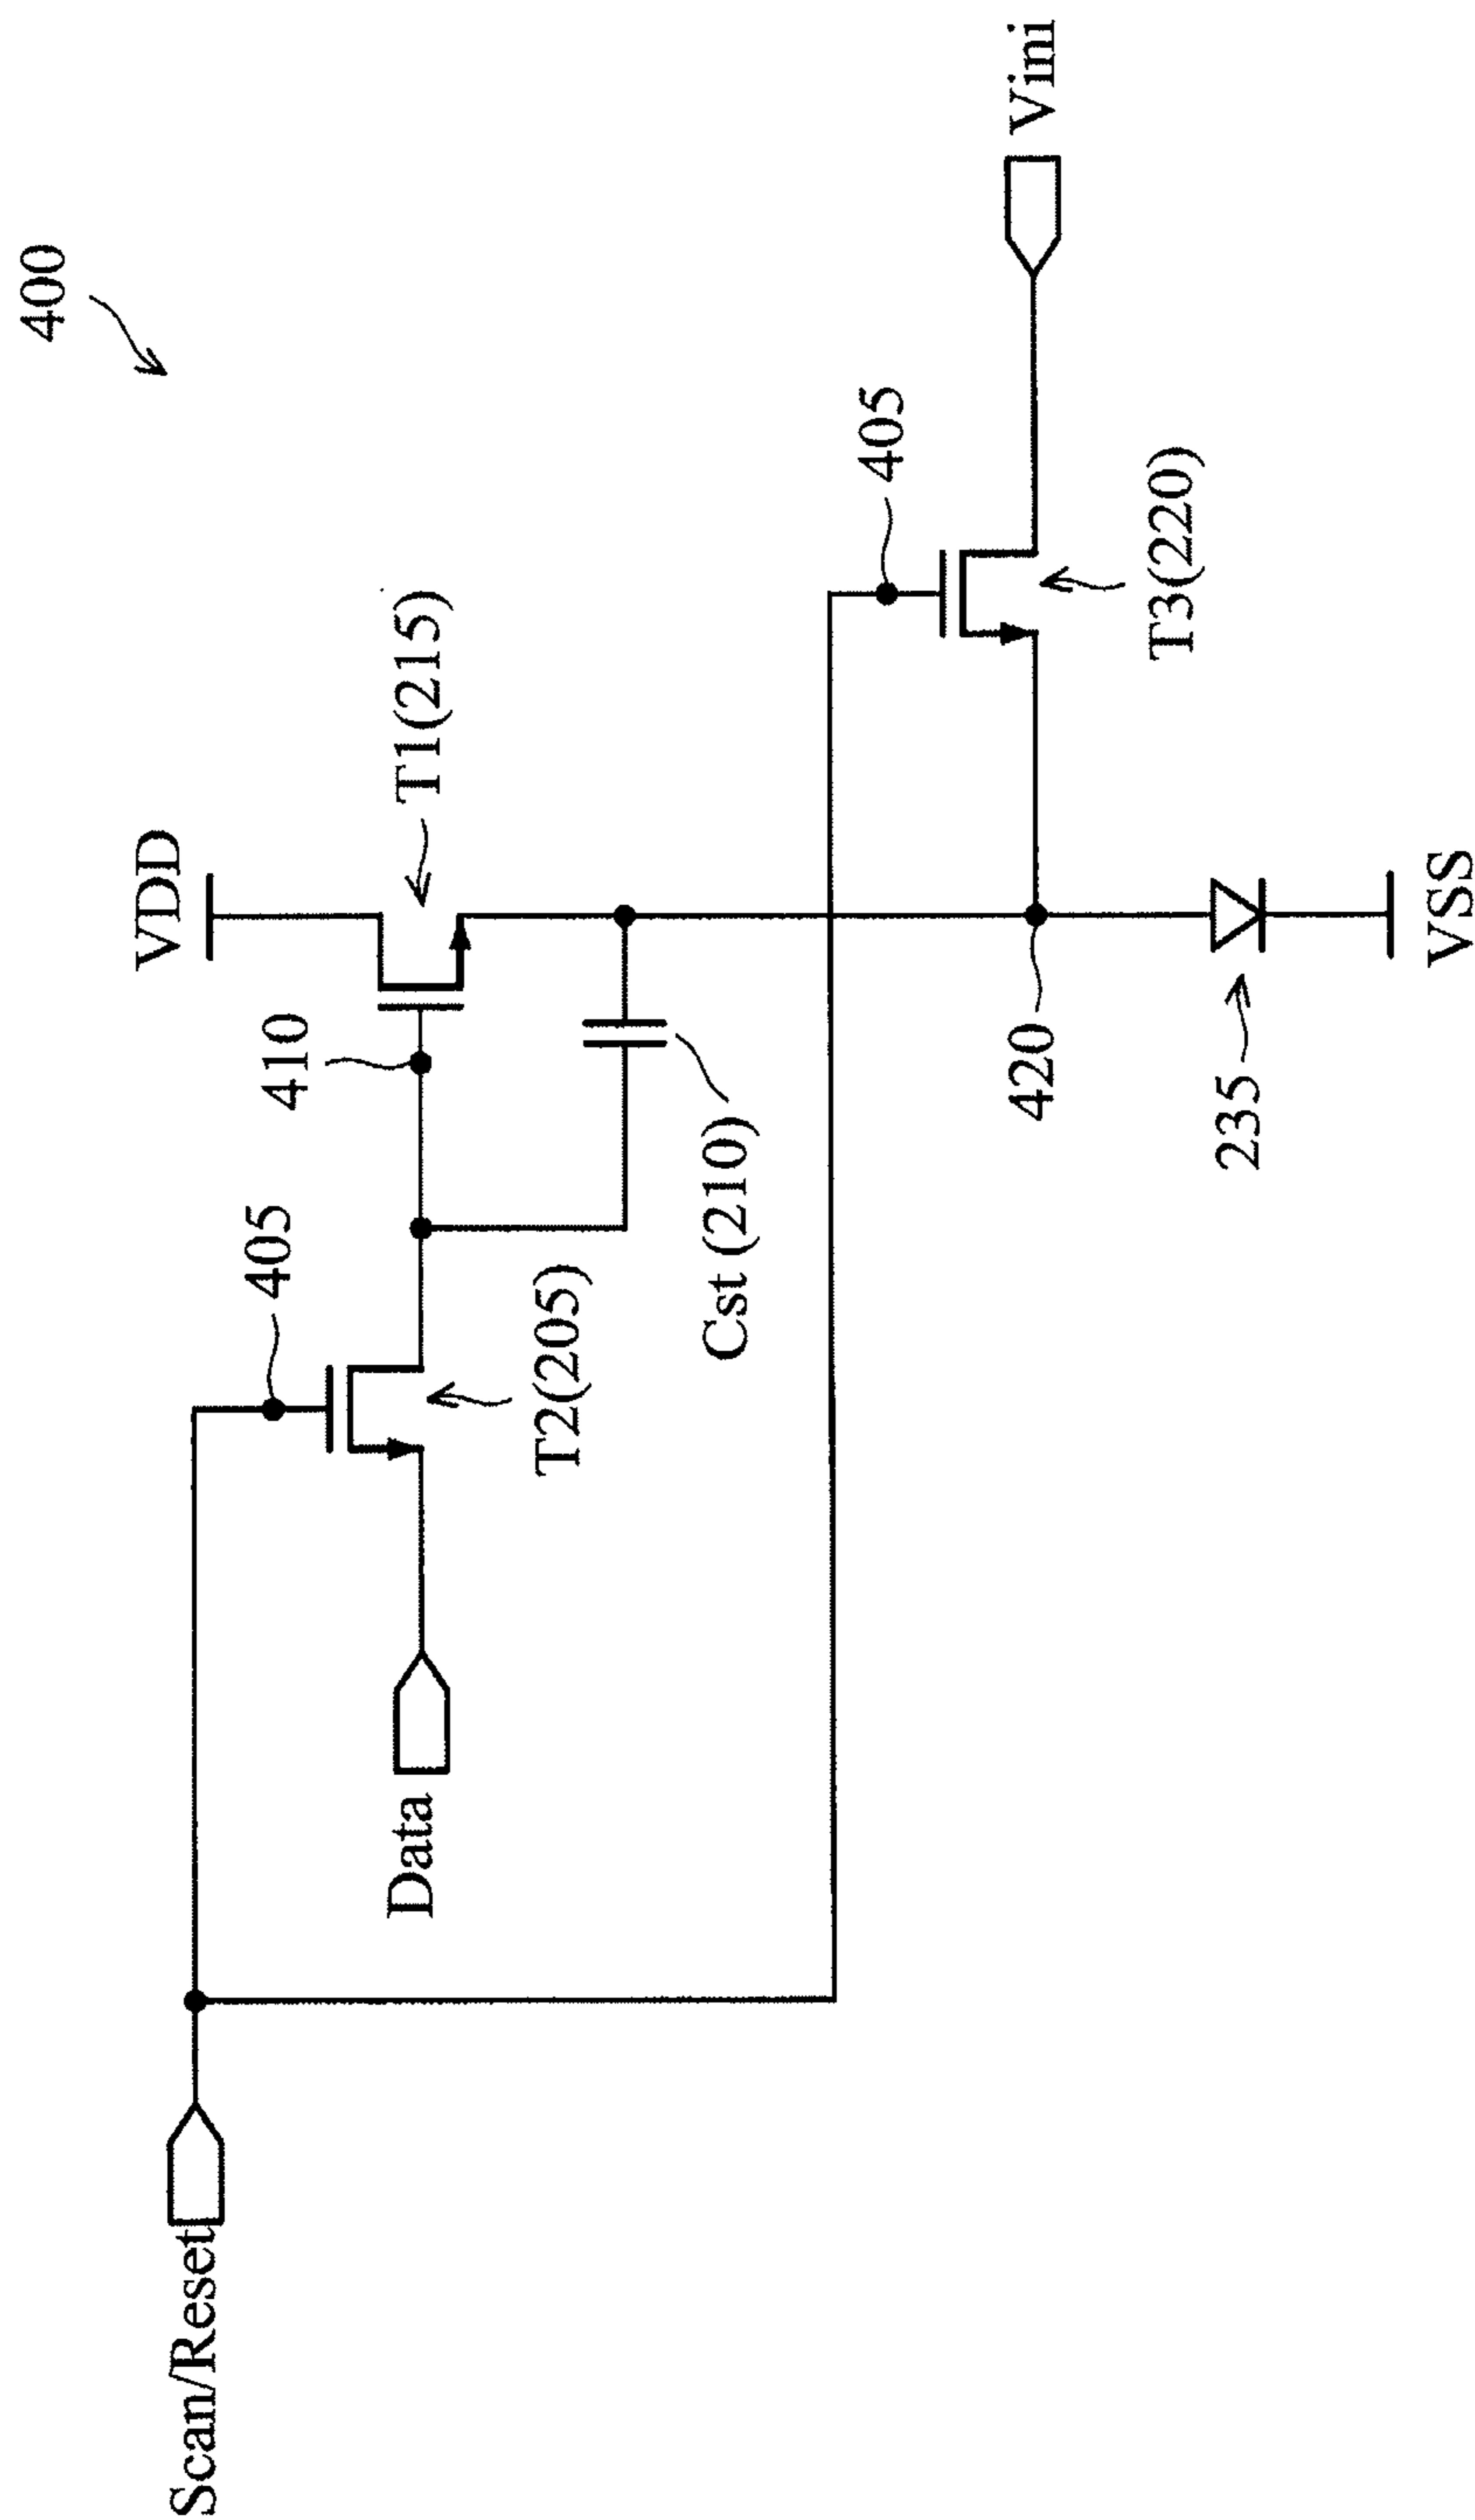 400
VDD
T1(215)
410
405
405
Vini
Scan/Reset
Data
T2(205)
Cst (210)
T3(220)
420
235
VSS